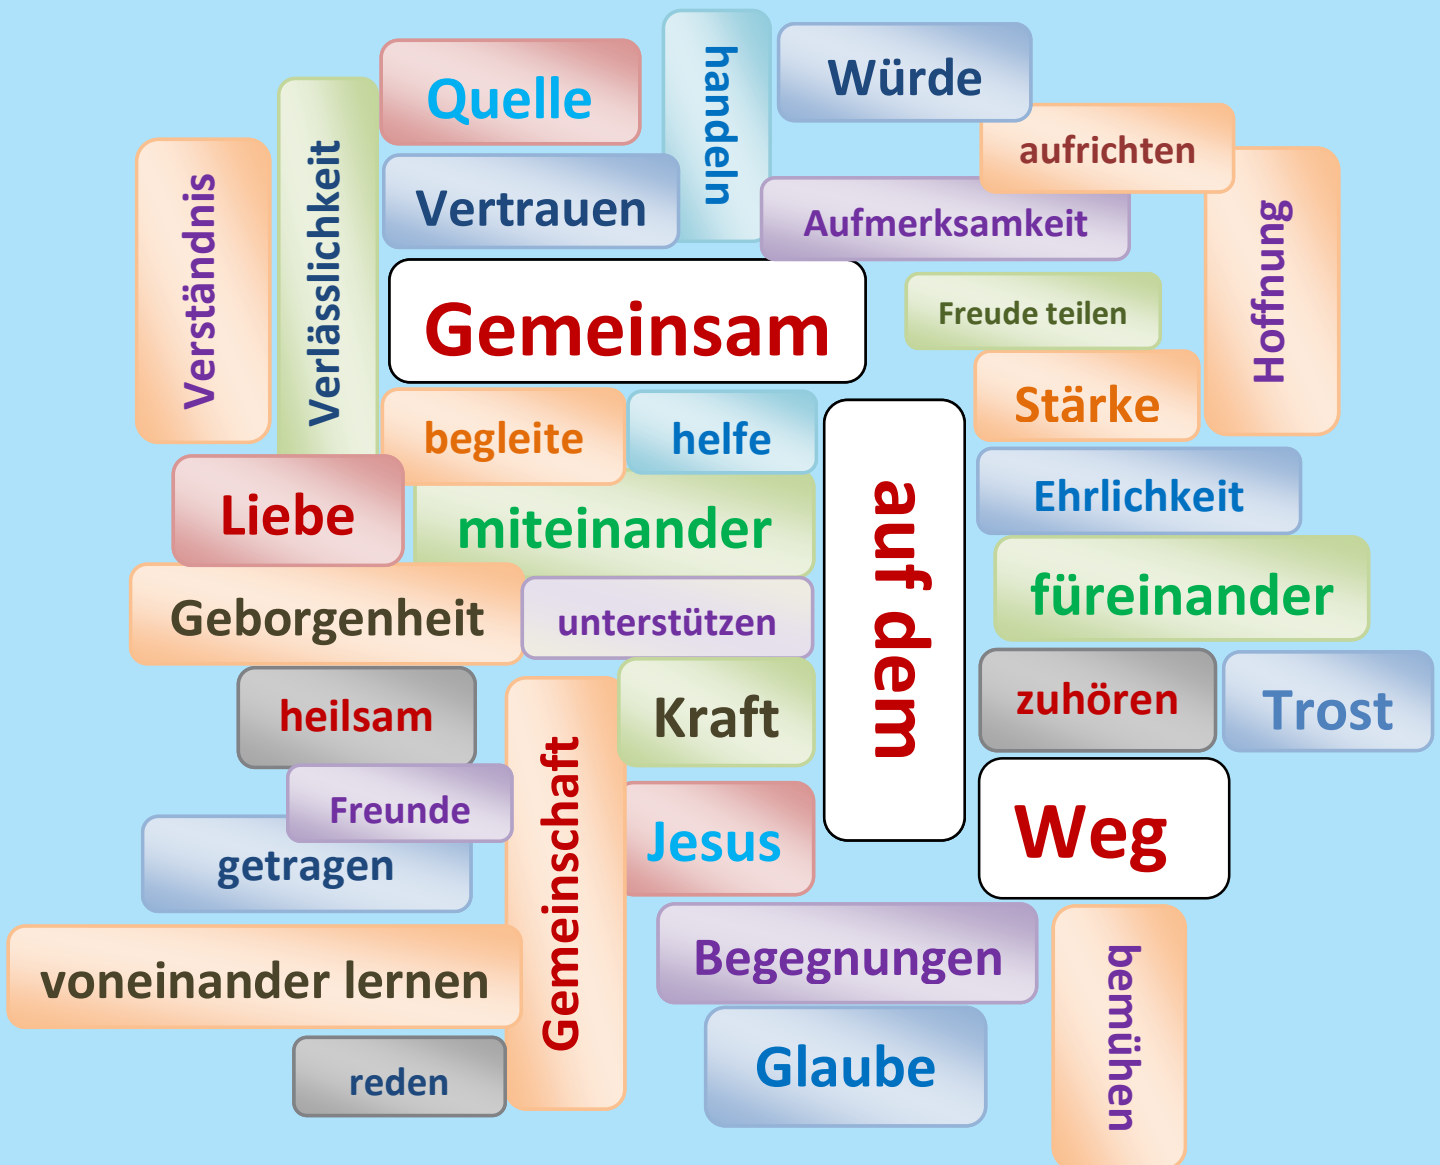 handeln
Würde
Quelle
aufrichten
Verständnis
Verlässlichkeit
Vertrauen
Aufmerksamkeit
Hoffnung
Gemeinsam
Freude teilen
Stärke
begleite
helfe
auf dem
Ehrlichkeit
Liebe
miteinander
füreinander
Geborgenheit
unterstützen
heilsam
Kraft
zuhören
Trost
Gemeinschaft
Freunde
Jesus
Weg
getragen
voneinander lernen
Begegnungen
bemühen
reden
Glaube